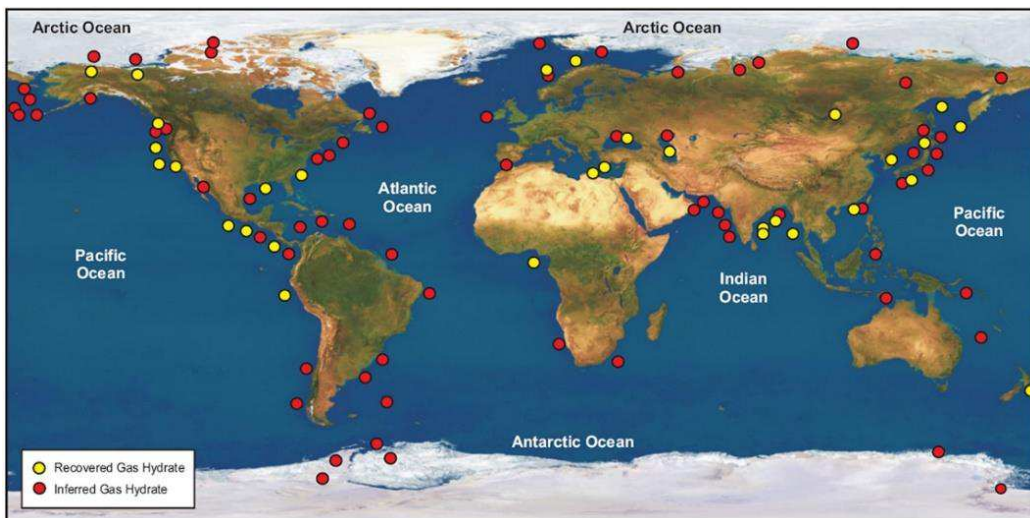 Arctic Ocean
Arctic Ocean
Atlantic
Ocean
Pacific
Ocean
Pacific
Ocean
Indian
Ocean
Antarctic Ocean
Recovered Gas Hydrate
Inferred Gas Hydrate